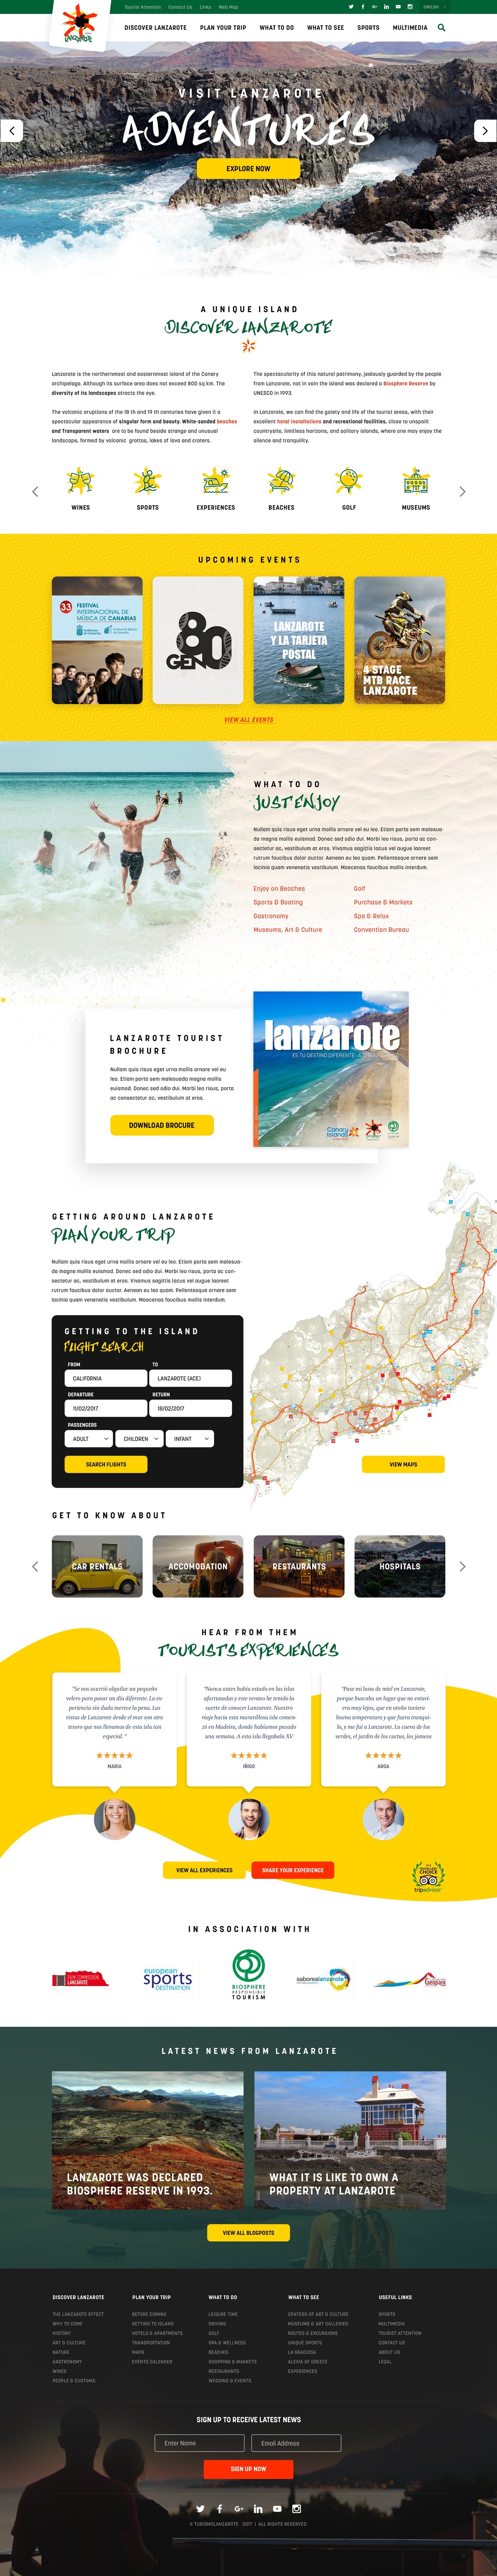 Tourist Attention Contact Us Links Web Map
ENGLISH
LANZAROTE
DISCOVER LANZAROTE PLAN YOUR TRIP WHAT TO DO WHAT TO SEE SPORTS MULTIMEDIA
VISIT LANZAROTE
ADVENTURES
EXPLORE NOW
A UNIQUE ISLAND
DISCOVER LANZAROTE
Lanzarote is the northernmost and easternmost island of the Canary
archipelago. Although its surface area does not exceed 800 sq km. The
diversity of its landscapes attracts the eye.
The volcanic eruptions of the 18 th and 19 th centuries have given it a
spectacular appearance of singular form and beauty. White-sanded beaches
and Transparent waters are to be found beside strange and unusual
landscape, formed by volcanic grottos, lakes of lava and craters.
The spectacularity of this natural patrimony, jealously guarded by the people
from Lanzarote, not in vain the island was declared a Biosphere Reserve by
UNESCO in 1993.
In Lanzarote, we can find the gaiety and life of the tourist areas, with their
excellent hotel installations and recreational facilities, close to unspoilt
countrysite, limitless horizons, and solitary islands, where one may enjoy the
silence and tranquility.
WINES SPORTS EXPERIENCES BEACHES GOLF MUSEUMS
UPCOMING EVENTS
33 FESTIVAL
INTERNACIONAL DE
MÚSICA DE CANARIAS
80
GEN
LANZAROTE
Y LA TARJETA
POSTAL
4 STAGE
MTB RACE
LANZAROTE
VIEW ALL EVENTS
WHAT TO DO
JUST ENJOY
Nullam quis risus eget urna mollis ornare vel eu leo. Etiam porta sem malesua-
da magna mollis euismod. Donec sed odio dui. Morbi leo risus, porta ac con-
sectetur ac, vestibulum at eros. Vivamus sagittis lacus vel augue laoreet
rutrum faucibus dolor auctor. Aenean eu leo quam. Pellentesque ornare sem
lacinia quam venenatis vestibulum. Maecenas faucibus mollis interdum.
Enjoy on Beaches
Sports & Boating
Gastronomy
Museums, Art & Culture
Golf
Purchase & Markets
Spa & Relax
Convention Bureau
LANZAROTE TOURIST
BROCHURE
Nullam quis risus eget urna mollis ornare vel eu
leo. Etiam porta sem malesuada magna mollis
euismod. Donec sed odio dui. Morbi leo risus, porta
ac consectetur ac, vestibulum at eros.
DOWNLOAD BROCURE
lanzarote
ES TU DESTINO DIFERENTE
Canary
Islands
GETTING AROUND LANZAROTE
PLAN YOUR TRIP
Nullam quis risus eget urna mollis ornare vel eu leo. Etiam porta sem malesua-
da magna mollis euismod. Donec sed odio dui. Morbi leo risus, porta ac con-
sectetur ac, vestibulum at eros. Vivamus sagittis lacus vel augue laoreet
rutrum faucibus dolor auctor. Aenean eu leo quam. Pellentesque ornare sem
lacinia quam venenatis vestibulum. Maecenas faucibus mollis interdum.
GETTING TO THE ISLAND
FLIGHT SEARCH
FROM TO
CALIFORNIA LANZAROTE (ACE)
DEPARTURE RETURN
11/02/2017 18/02/2017
PASSENGERS
ADULT CHILDREN INFANT
SEARCH FLIGHTS
VIEW MAPS
GET TO KNOW ABOUT
CAR RENTALS ACCOMODATION RESTAURANTS HOSPITALS
HEAR FROM THEM
TOURISTS EXPERIENCES
"Se nos ocurrió alquilar un pequeño
velero para pasar un día diferente. La ex-
periencia sin duda merece la pena. Las
vistas de Lanzarote desde el mar son otro
tesoro que nos llevamos de esta isla tan
especial. "
MARIA
"Nunca antes había estado en las islas
afortunadas y este verano he tenido la
suerte de conocer Lanzarote. Nuestro
viaje hacia esta maravillosa isla comen-
zó en Madeira, donde habíamos pasado
una semana. A esta isla llegabala XV
IÑIGO
"Pase mi luna de miel en Lanzarote,
porque buscaba un lugar que no estuvi-
era muy lejos, que en otoño tuviera
buena temperatura y que fuera tranqui-
lo, y me fui a Lanzarote. La cueva de los
verdes, el jardín de los cactus, los jameos
AROA
VIEW ALL EXPERIENCES
SHARE YOUR EXPERIENCE
CHOICE
tripadvisor
IN ASSOCIATION WITH
FILM COMMISSION
LANZAROTE
european
sports
DESTINATION
BIOSPHERE
RESPONSIBLE
TOURISM
saborealanzarote
Geopark
LATEST NEWS FROM LANZAROTE
LANZAROTE WAS DECLARED
BIOSPHERE RESERVE IN 1993.
WHAT IT IS LIKE TO OWN A
PROPERTY AT LANZAROTE
VIEW ALL BLOGPOSTS
DISCOVER LANZAROTE
THE LANZAROTE EFFECT
WHY TO COME
HISTORY
ART & CULTURE
NATURE
GASTRONOMY
WINES
PEOPLE & CUSTOMS
PLAN YOUR TRIP
BEFORE COMING
GETTING TO ISLAND
HOTELS & APARTMENTS
TRANSPORTATION
MAPS
EVENTS CALENDER
WHAT TO DO
LEISURE TIME
DRIVING
GOLF
SPA & WELLNESS
BEACHES
SHOPPING & MARKETS
RESTAURANTS
WEDDING & EVENTS
WHAT TO SEE
CENTERS OF ART & CULTURE
MUSEUMS & ART GALLERIES
ROUTES & EXCURSIONS
UNIQUE SPORTS
LA GRACIOSA
ALEXIA OF GREECE
EXPERIENCES
USEFUL LINKS
SPORTS
MULTIMEDIA
TOURIST ATTENTION
CONTACT US
ABOUT US
LEGAL
SIGN UP TO RECEIVE LATEST NEWS
Enter Name Email Address
SIGN UP NOW
© TURISMOLANZAROTE 2017 | ALL RIGHTS RESERVED.